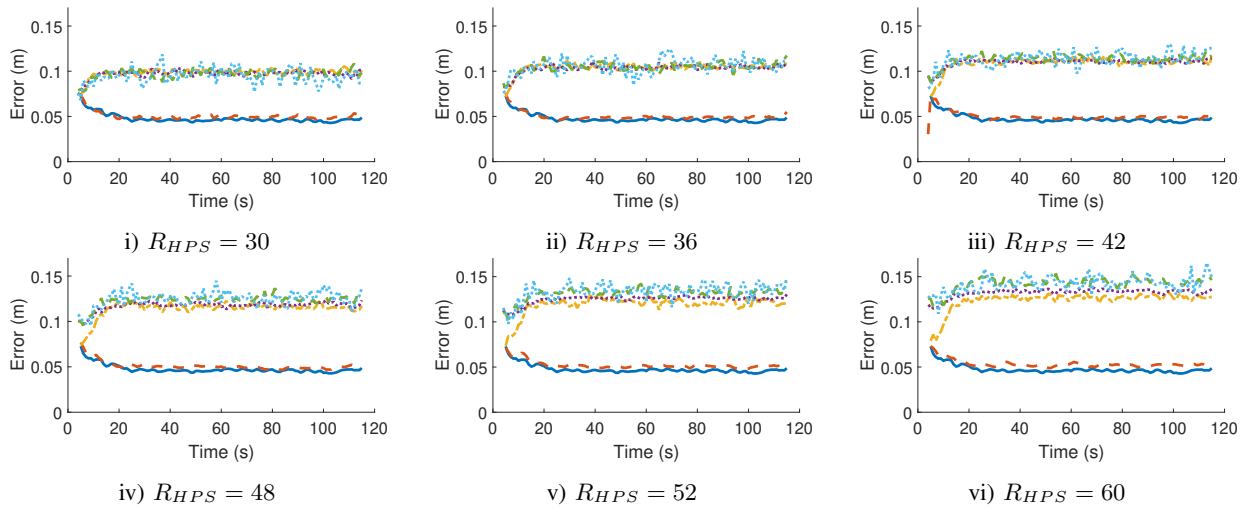 0.15 0.15 0.15
Error (m) Error (m) Error (m)
0.1 0.1 0.1
0.05 0.05 0.05
0 0 0
0 20 40 60 80 100 120 0 20 40 60 80 100 120 0 20 40 60 80 100 120
Time (s) Time (s) Time (s)
i) R_{HPS} = 30 ii) R_{HPS} = 36 iii) R_{HPS} = 42
0.15 0.15 0.15
Error (m) Error (m) Error (m)
0.1 0.1 0.1
0.05 0.05 0.05
0 0 0
0 20 40 60 80 100 120 0 20 40 60 80 100 120 0 20 40 60 80 100 120
Time (s) Time (s) Time (s)
iv) R_{HPS} = 48 v) R_{HPS} = 52 vi) R_{HPS} = 60